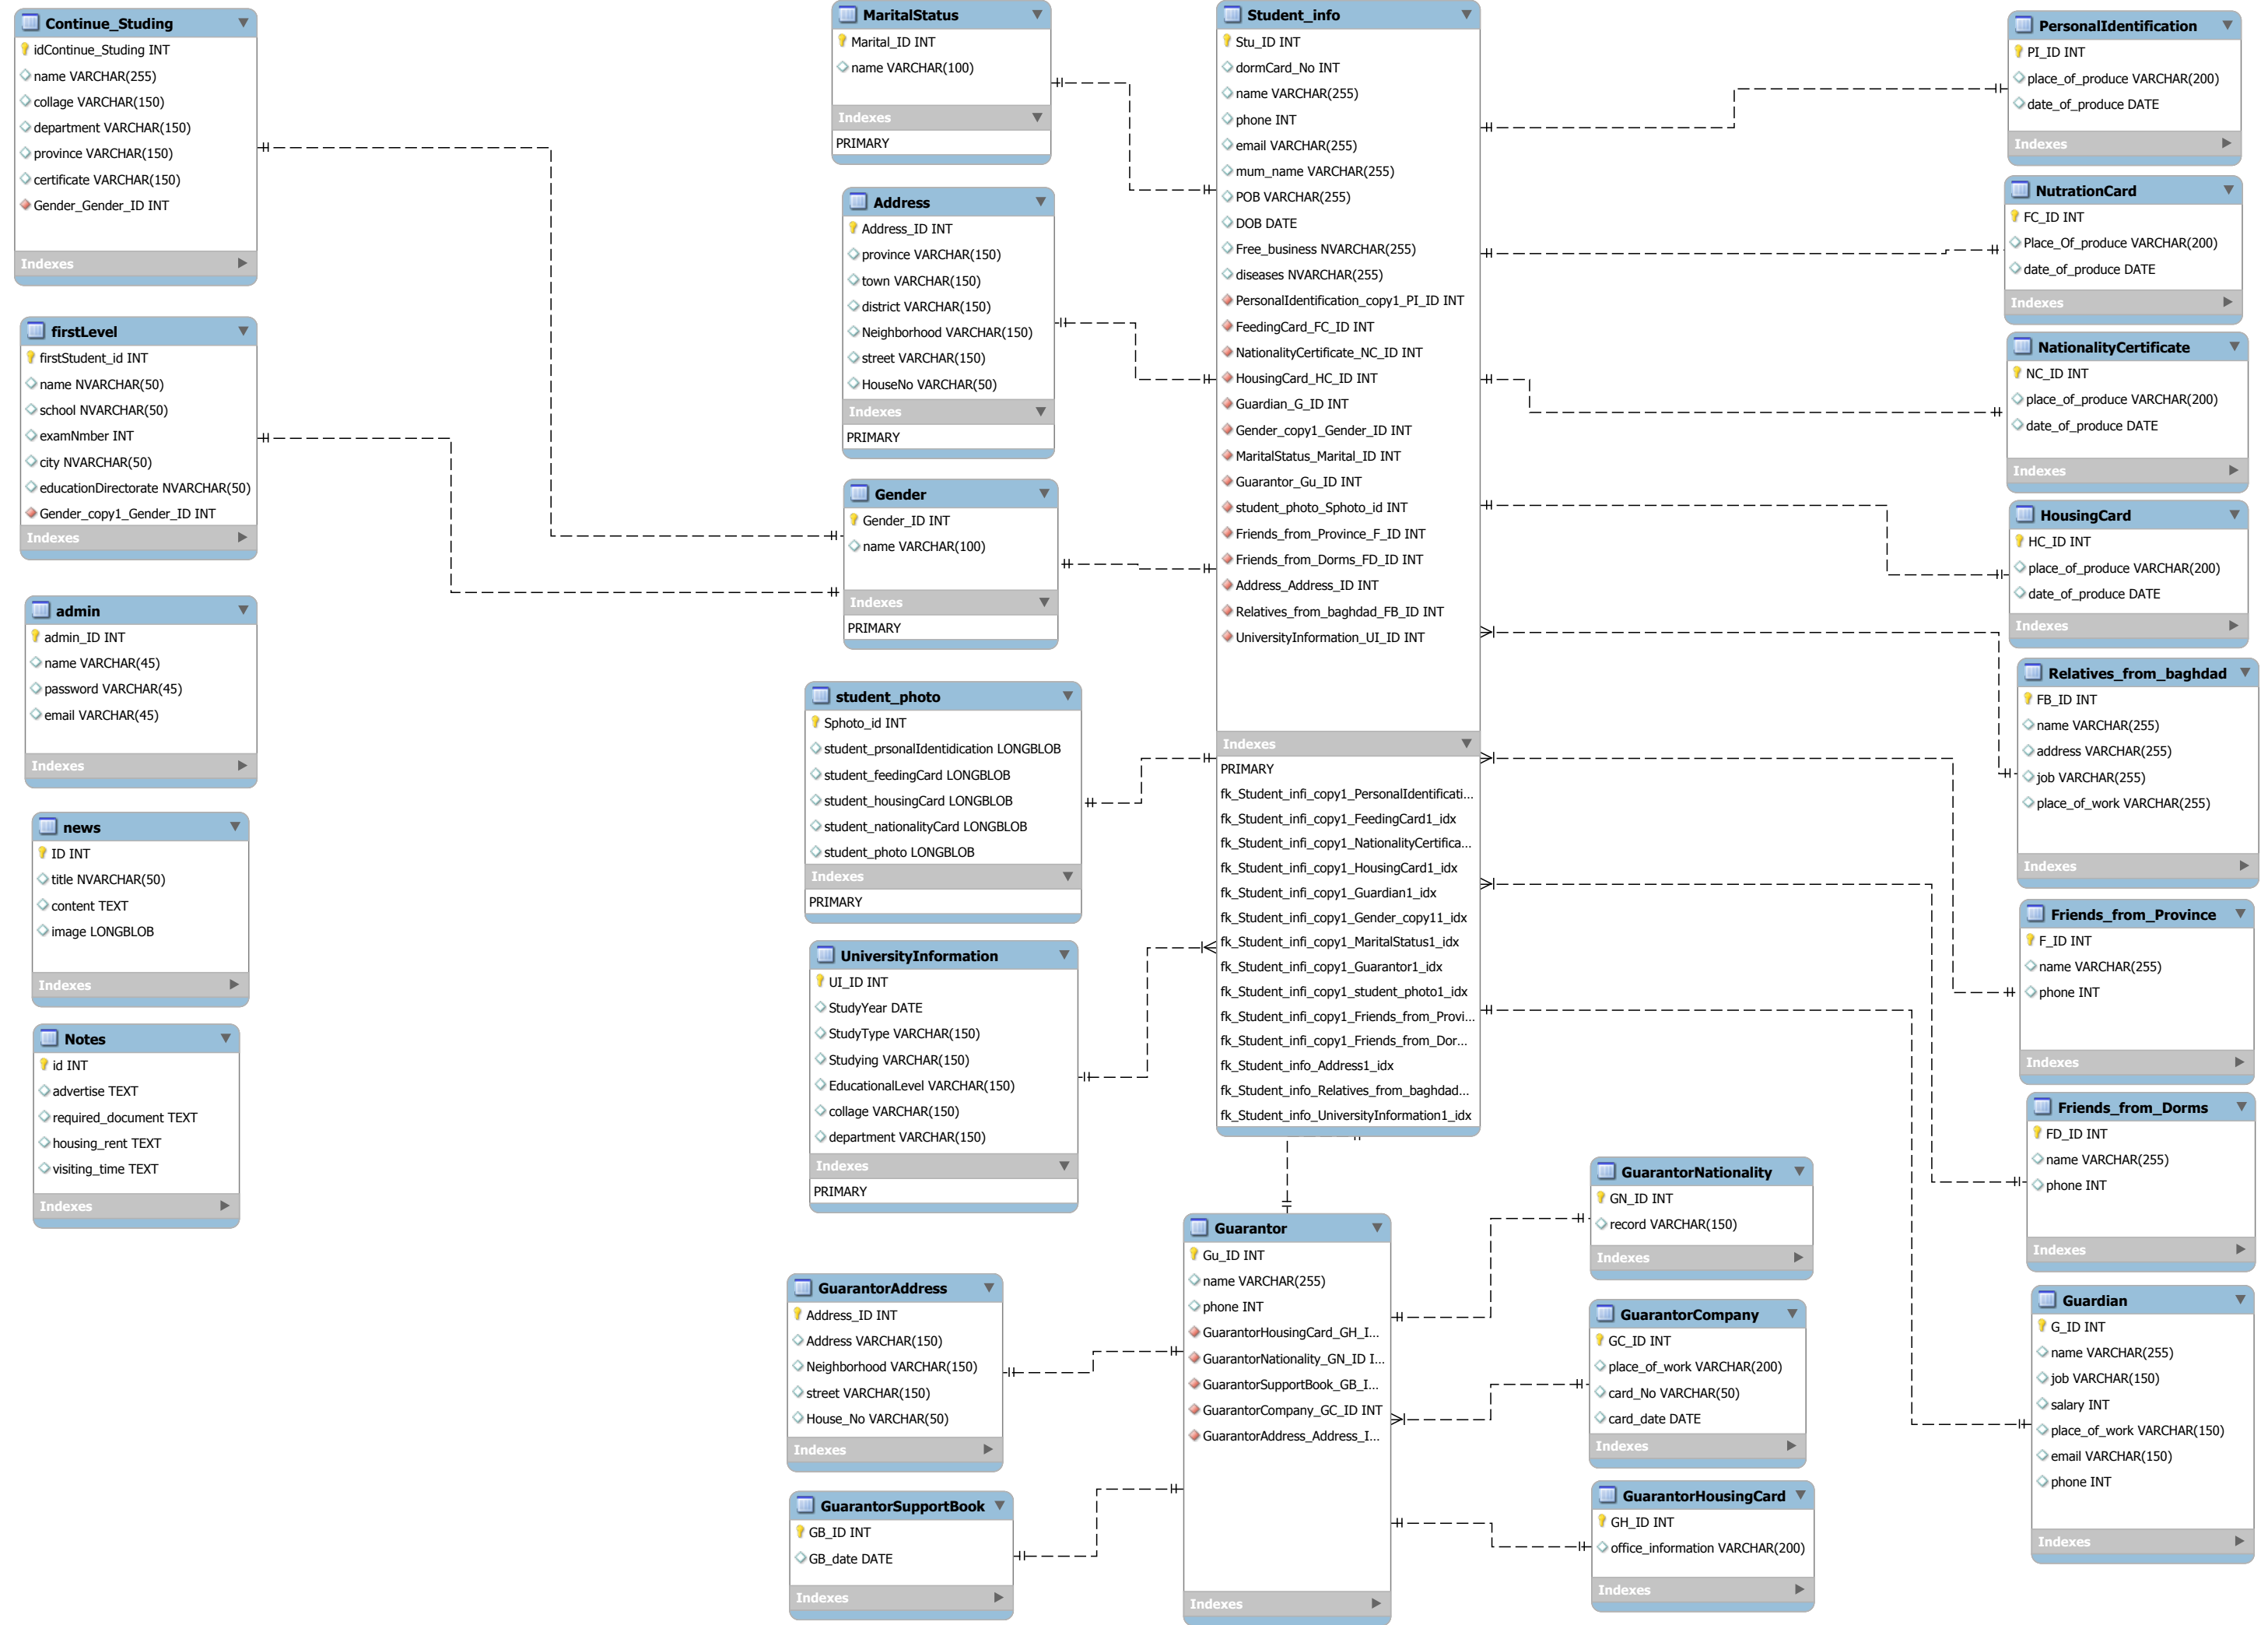 Continue_Studing
idContinue_Studing INT
name VARCHAR(255)
collage VARCHAR(150)
department VARCHAR(150)
province VARCHAR(150)
certificate VARCHAR(150)
Gender_Gender_ID INT
Indexes
firstLevel
firstStudent_id INT
name NVARCHAR(50)
school NVARCHAR(50)
examNmber INT
city NVARCHAR(50)
educationDirectorate NVARCHAR(50)
Gender_copy1_Gender_ID INT
Indexes
admin
admin_ID INT
name VARCHAR(45)
password VARCHAR(45)
email VARCHAR(45)
Indexes
news
ID INT
title NVARCHAR(50)
content TEXT
image LONGBLOB
Indexes
Notes
id INT
advertise TEXT
required_document TEXT
housing_rent TEXT
visiting_time TEXT
Indexes
MaritalStatus
Marital_ID INT
name VARCHAR(100)
Indexes
PRIMARY
Address
Address_ID INT
province VARCHAR(150)
town VARCHAR(150)
district VARCHAR(150)
Neighborhood VARCHAR(150)
street VARCHAR(150)
HouseNo VARCHAR(50)
Indexes
PRIMARY
Gender
Gender_ID INT
name VARCHAR(100)
Indexes
PRIMARY
student_photo
Sphoto_id INT
student_prsonalIdentidication LONGBLOB
student_feedingCard LONGBLOB
student_housingCard LONGBLOB
student_nationalityCard LONGBLOB
student_photo LONGBLOB
Indexes
PRIMARY
UniversityInformation
UI_ID INT
StudyYear DATE
StudyType VARCHAR(150)
Studying VARCHAR(150)
EducationalLevel VARCHAR(150)
collage VARCHAR(150)
department VARCHAR(150)
Indexes
PRIMARY
GuarantorAddress
Address_ID INT
Address VARCHAR(150)
Neighborhood VARCHAR(150)
street VARCHAR(150)
House_No VARCHAR(50)
Indexes
GuarantorSupportBook
GB_ID INT
GB_date DATE
Indexes
Student_info
Stu_ID INT
dormCard_No INT
name VARCHAR(255)
phone INT
email VARCHAR(255)
mum_name VARCHAR(255)
POB VARCHAR(255)
DOB DATE
Free_business NVARCHAR(255)
diseases NVARCHAR(255)
PersonalIdentification_copy1_PI_ID INT
FeedingCard_FC_ID INT
NationalityCertificate_NC_ID INT
HousingCard_HC_ID INT
Guardian_G_ID INT
Gender_copy1_Gender_ID INT
MaritalStatus_Marital_ID INT
Guarantor_Gu_ID INT
student_photo_Sphoto_id INT
Friends_from_Province_F_ID INT
Friends_from_Dorms_FD_ID INT
Address_Address_ID INT
Relatives_from_baghdad_FB_ID INT
UniversityInformation_UI_ID INT
Indexes
PRIMARY
fk_Student_infi_copy1_PersonalIdentificati...
fk_Student_infi_copy1_FeedingCard1_idx
fk_Student_infi_copy1_NationalityCertifica...
fk_Student_infi_copy1_HousingCard1_idx
fk_Student_infi_copy1_Guardian1_idx
fk_Student_infi_copy1_Gender_copy11_idx
fk_Student_infi_copy1_MaritalStatus1_idx
fk_Student_infi_copy1_Guarantor1_idx
fk_Student_infi_copy1_student_photo1_idx
fk_Student_infi_copy1_Friends_from_Provi...
fk_Student_infi_copy1_Friends_from_Dor...
fk_Student_info_Address1_idx
fk_Student_info_Relatives_from_baghdad...
fk_Student_info_UniversityInformation1_idx
Guarantor
Gu_ID INT
name VARCHAR(255)
phone INT
GuarantorHousingCard_GH_I...
GuarantorNationality_GN_ID I...
GuarantorSupportBook_GB_I...
GuarantorCompany_GC_ID INT
GuarantorAddress_Address_I...
Indexes
GuarantorNationality
GN_ID INT
record VARCHAR(150)
Indexes
GuarantorCompany
GC_ID INT
place_of_work VARCHAR(200)
card_No VARCHAR(50)
card_date DATE
Indexes
GuarantorHousingCard
GH_ID INT
office_information VARCHAR(200)
Indexes
PersonalIdentification
PI_ID INT
place_of_produce VARCHAR(200)
date_of_produce DATE
Indexes
NutrationCard
FC_ID INT
Place_Of_produce VARCHAR(200)
date_of_produce DATE
Indexes
NationalityCertificate
NC_ID INT
place_of_produce VARCHAR(200)
date_of_produce DATE
Indexes
HousingCard
HC_ID INT
place_of_produce VARCHAR(200)
date_of_produce DATE
Indexes
Relatives_from_baghdad
FB_ID INT
name VARCHAR(255)
address VARCHAR(255)
job VARCHAR(255)
place_of_work VARCHAR(255)
Indexes
Friends_from_Province
F_ID INT
name VARCHAR(255)
phone INT
Indexes
Friends_from_Dorms
FD_ID INT
name VARCHAR(255)
phone INT
Indexes
Guardian
G_ID INT
name VARCHAR(255)
job VARCHAR(150)
salary INT
place_of_work VARCHAR(150)
email VARCHAR(150)
phone INT
Indexes